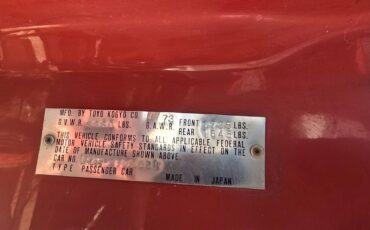 MFD. BY TOYO KOGYO CO. 73 FRONT LBS.
G.V.W.R. LBS. G.A.W.R. REAR LBS.
THIS VEHICLE CONFORMS TO ALL APPLICABLE FEDERAL
MOTOR VEHICLE SAFETY STANDARDS IN EFFECT ON THE
DATE OF MANUFACTURE SHOWN ABOVE.
CAR NO.
TYPE PASSENGER CAR MADE IN JAPAN